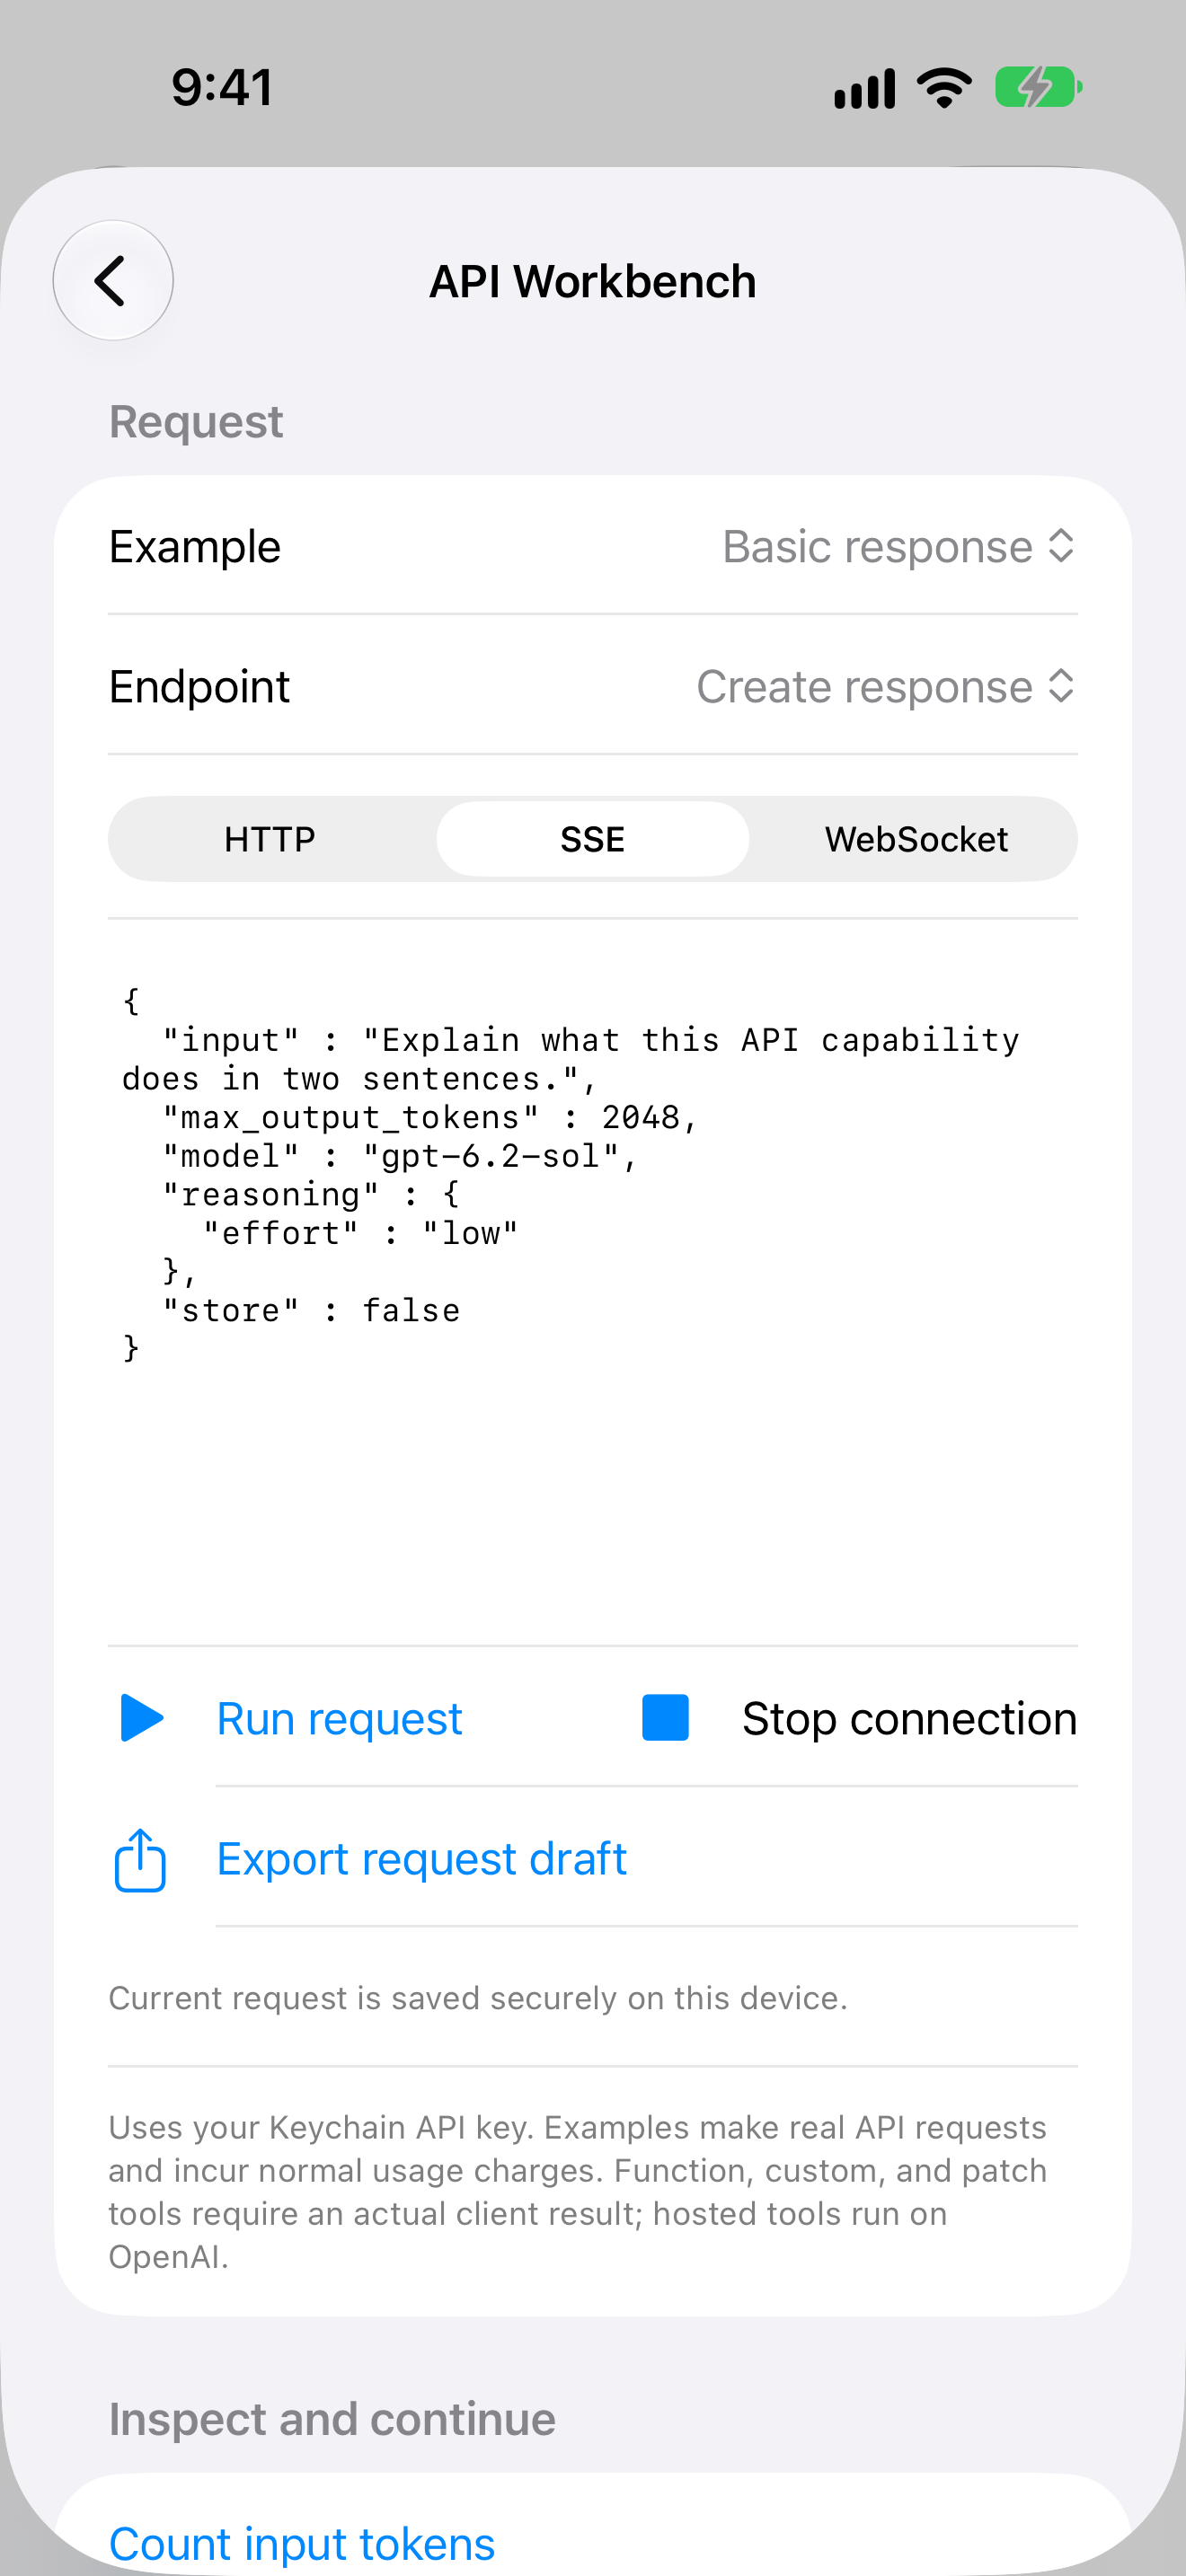 9:41
API Workbench
Request
Example
Basic response
Endpoint
Create response
HTTP
SSE
WebSocket
{
  "input" : "Explain what this API capability
does in two sentences.",
  "max_output_tokens" : 2048,
  "model" : "gpt-6.2-sol",
  "reasoning" : {
    "effort" : "low"
  },
  "store" : false
}
Run request
Stop connection
Export request draft
Current request is saved securely on this device.
Uses your Keychain API key. Examples make real API requests
and incur normal usage charges. Function, custom, and patch
tools require an actual client result; hosted tools run on
OpenAI.
Inspect and continue
Count input tokens